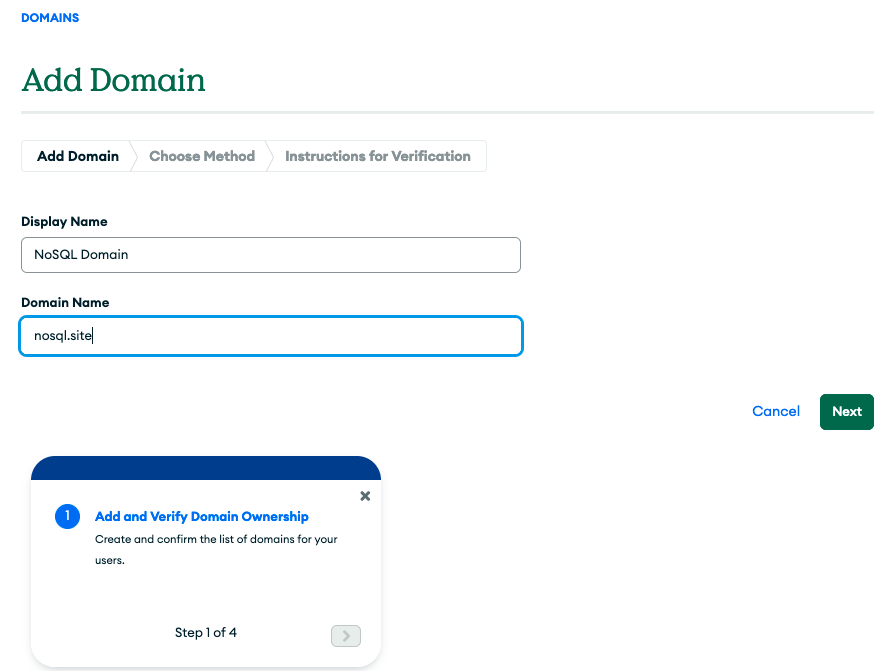 DOMAINS
Add Domain
Add Domain Choose Method Instructions for Verification
Display Name
NoSQL Domain
Domain Name
nosql.site
Cancel Next
1 Add and Verify Domain Ownership
Create and confirm the list of domains for your
users.
Step 1 of 4